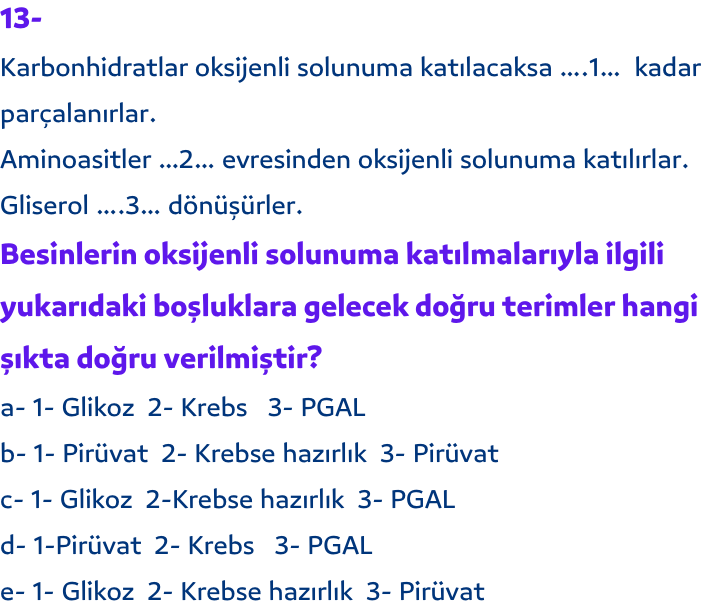 13-
Karbonhidratlar oksijenli solunuma katılacaksa ....1... kadar
parçalanırlar.
Aminoasitler ...2... evresinden oksijenli solunuma katılırlar.
Gliserol ....3... dönüşürler.
Besinlerin oksijenli solunuma katılmalarıyla ilgili
yukarıdaki boşluklara gelecek doğru terimler hangi
şıkta doğru verilmiştir?
a- 1- Glikoz 2- Krebs 3- PGAL
b- 1- Pirüvat 2- Krebse hazırlık 3- Pirüvat
c- 1- Glikoz 2-Krebse hazırlık 3- PGAL
d- 1-Pirüvat 2- Krebs 3- PGAL
e- 1- Glikoz 2- Krebse hazırlık 3- Pirüvat